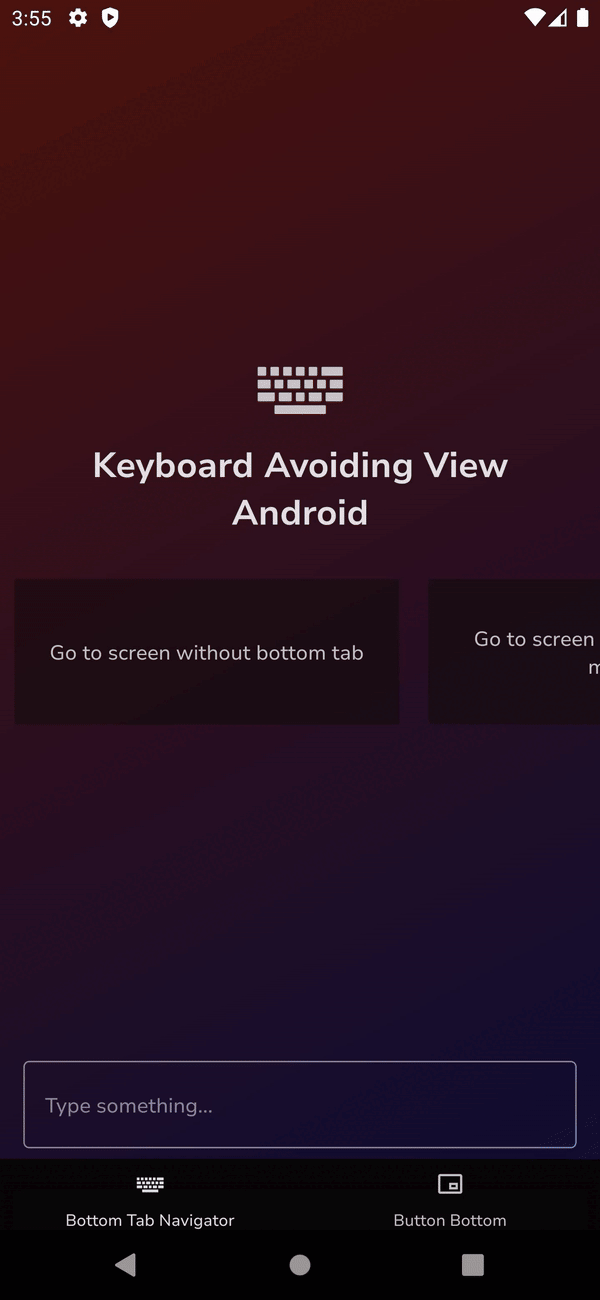 3:55
Keyboard Avoiding View
Android
Go to screen without bottom tab
Go to screen
Type something...
Bottom Tab Navigator
Button Bottom